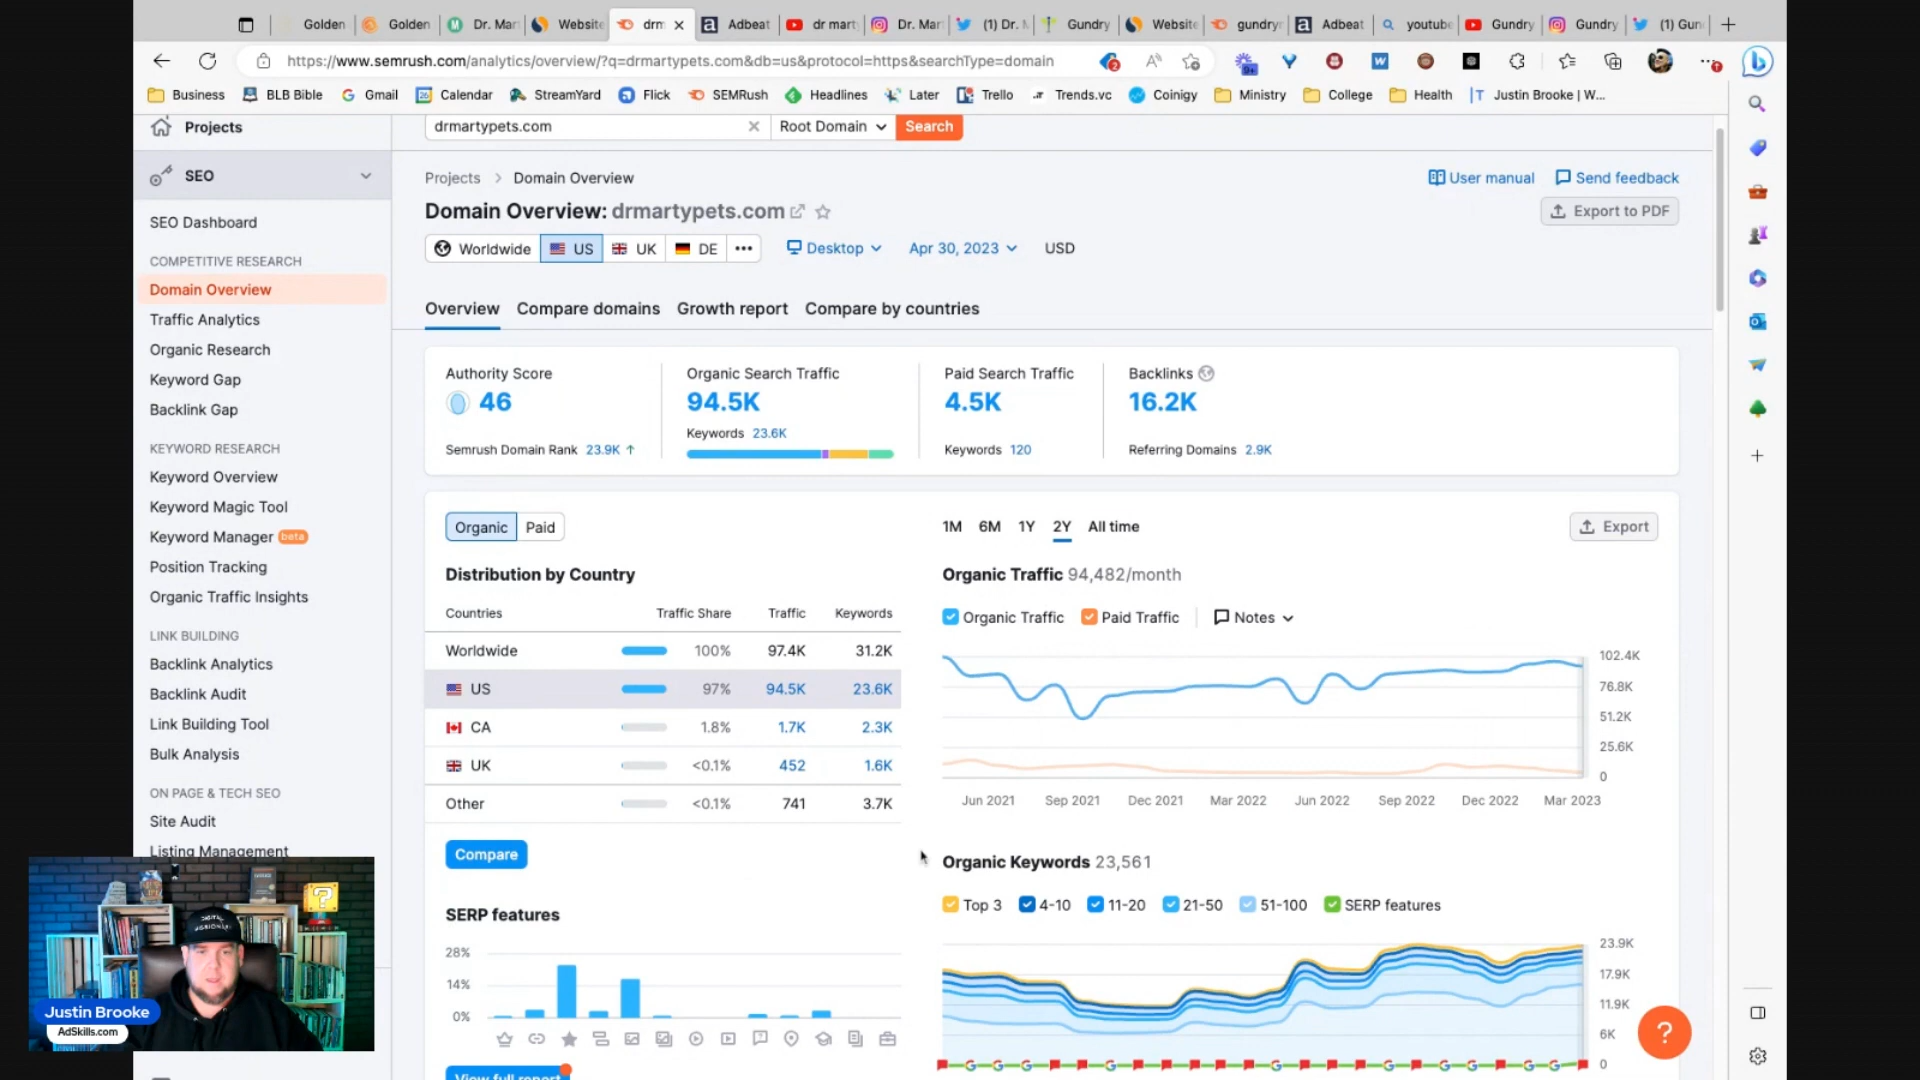 Golden
Golden
Dr. Mar
Website
drm
Adbeat
dr mart
Dr. Mar
(1) Dr. M
Gundry
Website
gundryr
Adbeat
youtube
Gundry
Gundry
(1) Gun
https://www.semrush.com/analytics/overview/?q=drmartypets.com&db=us&protocol=https&searchType=domain
Business
BLB Bible
Gmail
Calendar
StreamYard
Flick
SEMRush
Headlines
Later
Trello
Trends.vc
Coinigy
Ministry
College
Health
Justin Brooke | W...
Projects
drmartypets.com
Root Domain
Search
SEO
SEO Dashboard
COMPETITIVE RESEARCH
Domain Overview
Traffic Analytics
Organic Research
Keyword Gap
Backlink Gap
KEYWORD RESEARCH
Keyword Overview
Keyword Magic Tool
Keyword Manager beta
Position Tracking
Organic Traffic Insights
LINK BUILDING
Backlink Analytics
Backlink Audit
Link Building Tool
Bulk Analysis
ON PAGE & TECH SEO
Site Audit
Listing Management
Projects > Domain Overview
User manual
Send feedback
Domain Overview: drmartypets.com
Export to PDF
Worldwide US UK DE •••
Desktop
Apr 30, 2023
USD
Overview
Compare domains
Growth report
Compare by countries
Authority Score
46
Semrush Domain Rank 23.9K ↑
Organic Search Traffic
94.5K
Keywords 23.6K
Paid Search Traffic
4.5K
Keywords 120
Backlinks
16.2K
Referring Domains 2.9K
Organic Paid
Distribution by Country
Countries Traffic Share Traffic Keywords
Worldwide 100% 97.4K 31.2K
US 97% 94.5K 23.6K
CA 1.8% 1.7K 2.3K
UK <0.1% 452 1.6K
Other <0.1% 741 3.7K
Compare
SERP features
28%
14%
0%
View full report
1M 6M 1Y 2Y All time
Export
Organic Traffic 94,482/month
Organic Traffic Paid Traffic Notes
102.4K
76.8K
51.2K
25.6K
0
Jun 2021 Sep 2021 Dec 2021 Mar 2022 Jun 2022 Sep 2022 Dec 2022 Mar 2023
Organic Keywords 23,561
Top 3 4-10 11-20 21-50 51-100 SERP features
23.9K
17.9K
11.9K
6K
0
?
Justin Brooke
AdSkills.com